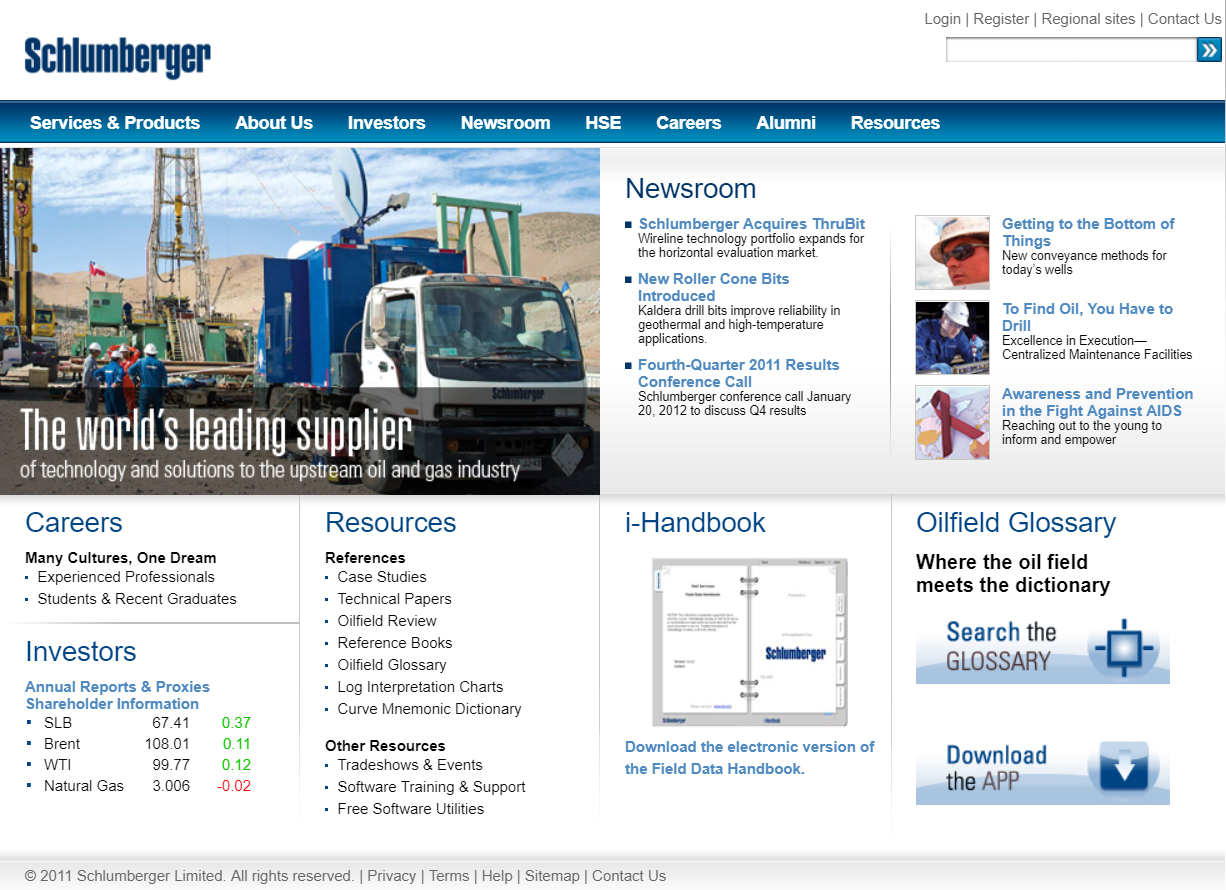 Login | Register | Regional sites | Contact Us
Schlumberger
Services & Products About Us Investors Newsroom HSE Careers Alumni Resources
Schlumberger
The world's leading supplier
of technology and solutions to the upstream oil and gas industry
Newsroom
Schlumberger Acquires ThruBit
Wireline technology portfolio expands for
the horizontal evaluation market.
New Roller Cone Bits
Introduced
Kaldera drill bits improve reliability in
geothermal and high-temperature
applications.
Fourth-Quarter 2011 Results
Conference Call
Schlumberger conference call January
20, 2012 to discuss Q4 results
Getting to the Bottom of
Things
New conveyance methods for
today's wells
To Find Oil, You Have to
Drill
Excellence in Execution—
Centralized Maintenance Facilities
Awareness and Prevention
in the Fight Against AIDS
Reaching out to the young to
inform and empower
Careers
Many Cultures, One Dream
Experienced Professionals
Students & Recent Graduates
Investors
Annual Reports & Proxies
Shareholder Information
SLB 67.41 0.37
Brent 108.01 0.11
WTI 99.77 0.12
Natural Gas 3.006 -0.02
Resources
References
Case Studies
Technical Papers
Oilfield Review
Reference Books
Oilfield Glossary
Log Interpretation Charts
Curve Mnemonic Dictionary
Other Resources
Tradeshows & Events
Software Training & Support
Free Software Utilities
i-Handbook
Well Services
Field Data Handbook
Schlumberger
Schlumberger
i-Handbook
Download the electronic version of
the Field Data Handbook.
Oilfield Glossary
Where the oil field
meets the dictionary
Search the
GLOSSARY
Download
the APP
© 2011 Schlumberger Limited. All rights reserved. | Privacy | Terms | Help | Sitemap | Contact Us